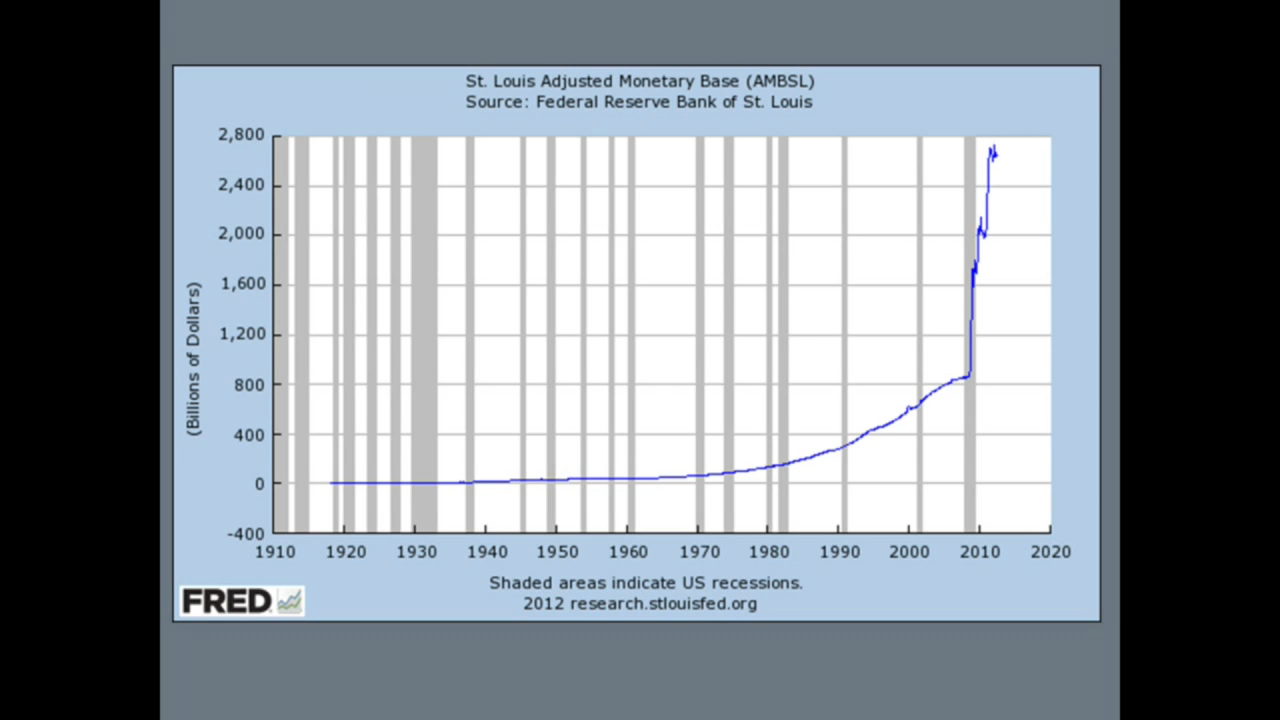 St. Louis Adjusted Monetary Base (AMBSL)
Source: Federal Reserve Bank of St. Louis
2,800
2,400
2,000
1,600
1,200
800
400
0
-400
(Billions of Dollars)
1910 1920 1930 1940 1950 1960 1970 1980 1990 2000 2010 2020
Shaded areas indicate US recessions.
2012 research.stlouisfed.org
FRED